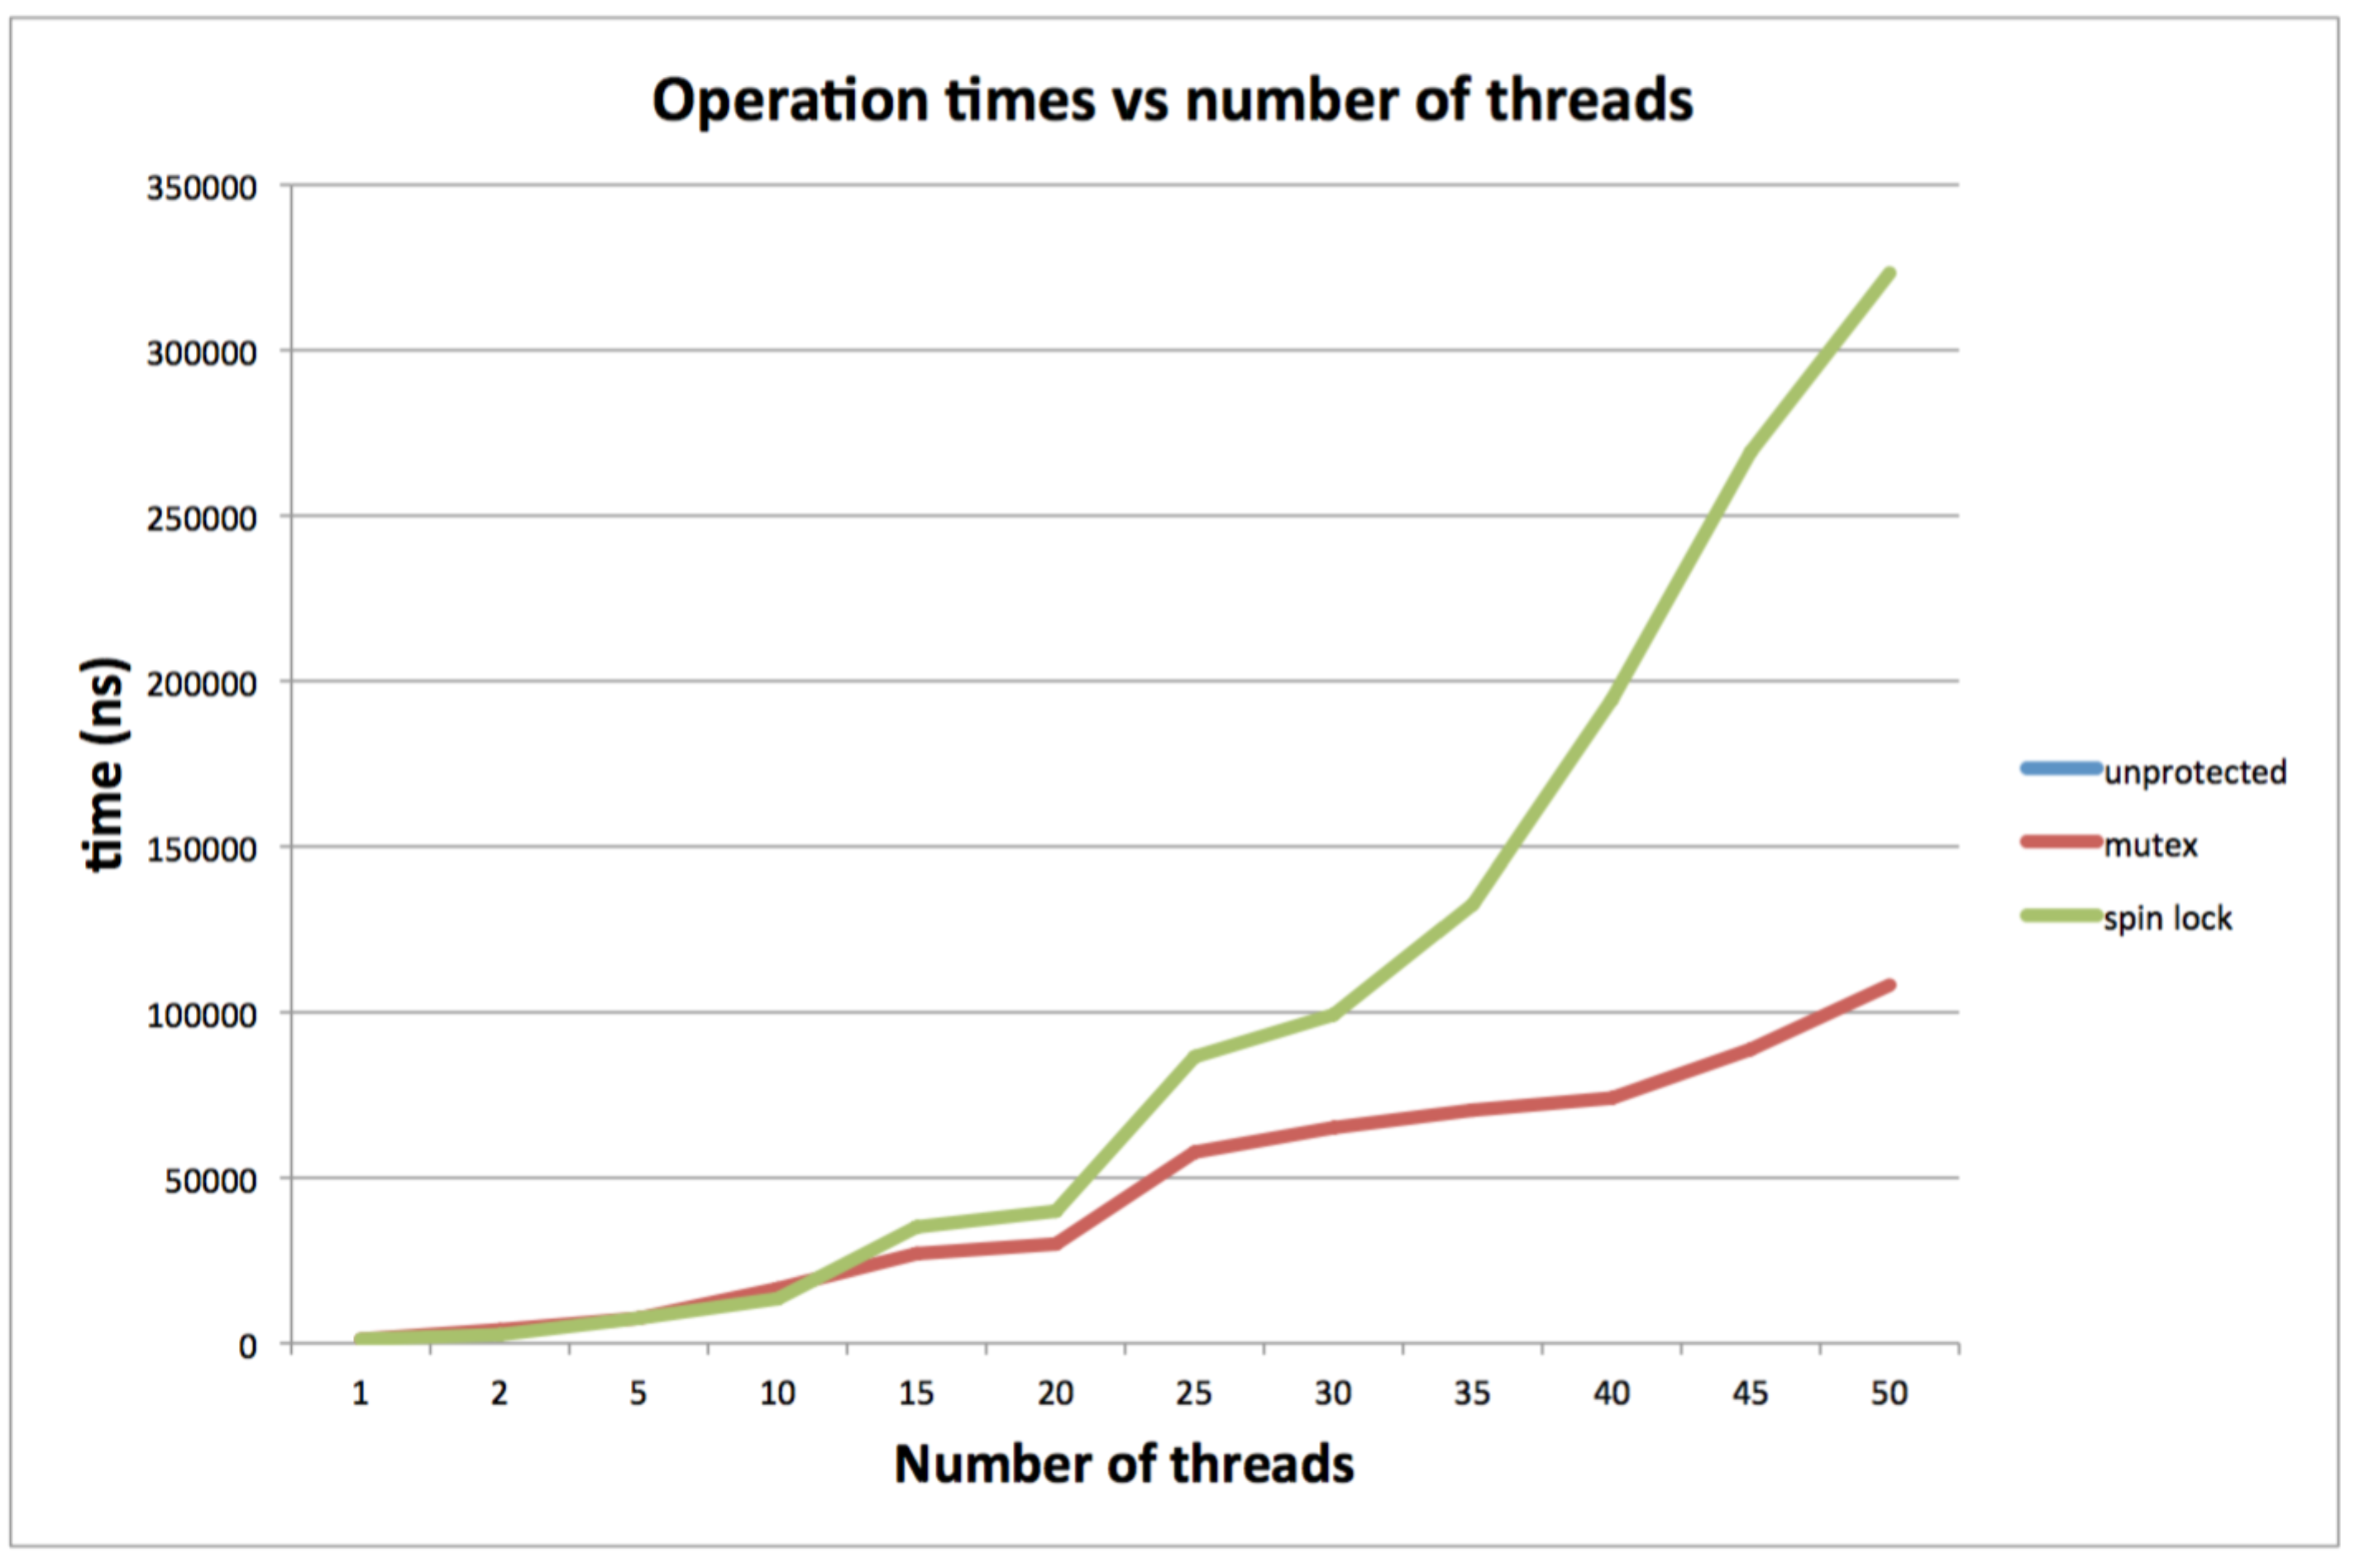 Operation times vs number of threads
350000
300000
250000
200000
150000
100000
50000
0
time (ns)
1 2 5 10 15 20 25 30 35 40 45 50
Number of threads
unprotected
mutex
spin lock